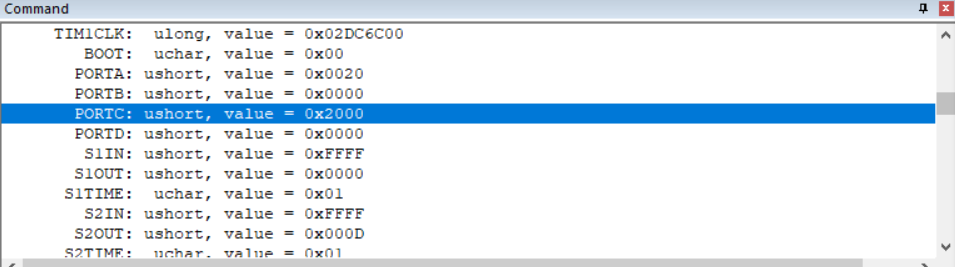 Command
TIM1CLK: ulong, value = 0x02DC6C00
BOOT: uchar, value = 0x00
PORTA: ushort, value = 0x0020
PORTB: ushort, value = 0x0000
PORTC: ushort, value = 0x2000
PORTD: ushort, value = 0x0000
S1IN: ushort, value = 0xFFFF
S1OUT: ushort, value = 0x0000
S1TIME: uchar, value = 0x01
S2IN: ushort, value = 0xFFFF
S2OUT: ushort, value = 0x000D
S2TIME: uchar, value = 0x01